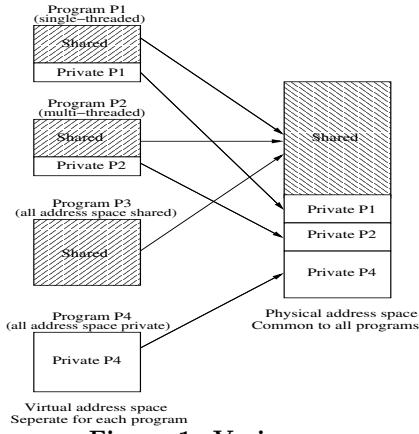 Program P1
(single-threaded)
Shared
Private P1
Program P2
(multi-threaded)
Shared
Private P2
Program P3
(all address space shared)
Shared
Program P4
(all address space private)
Private P4
Virtual address space
Seperate for each program
Shared
Private P1
Private P2
Private P4
Physical address space
Common to all programs